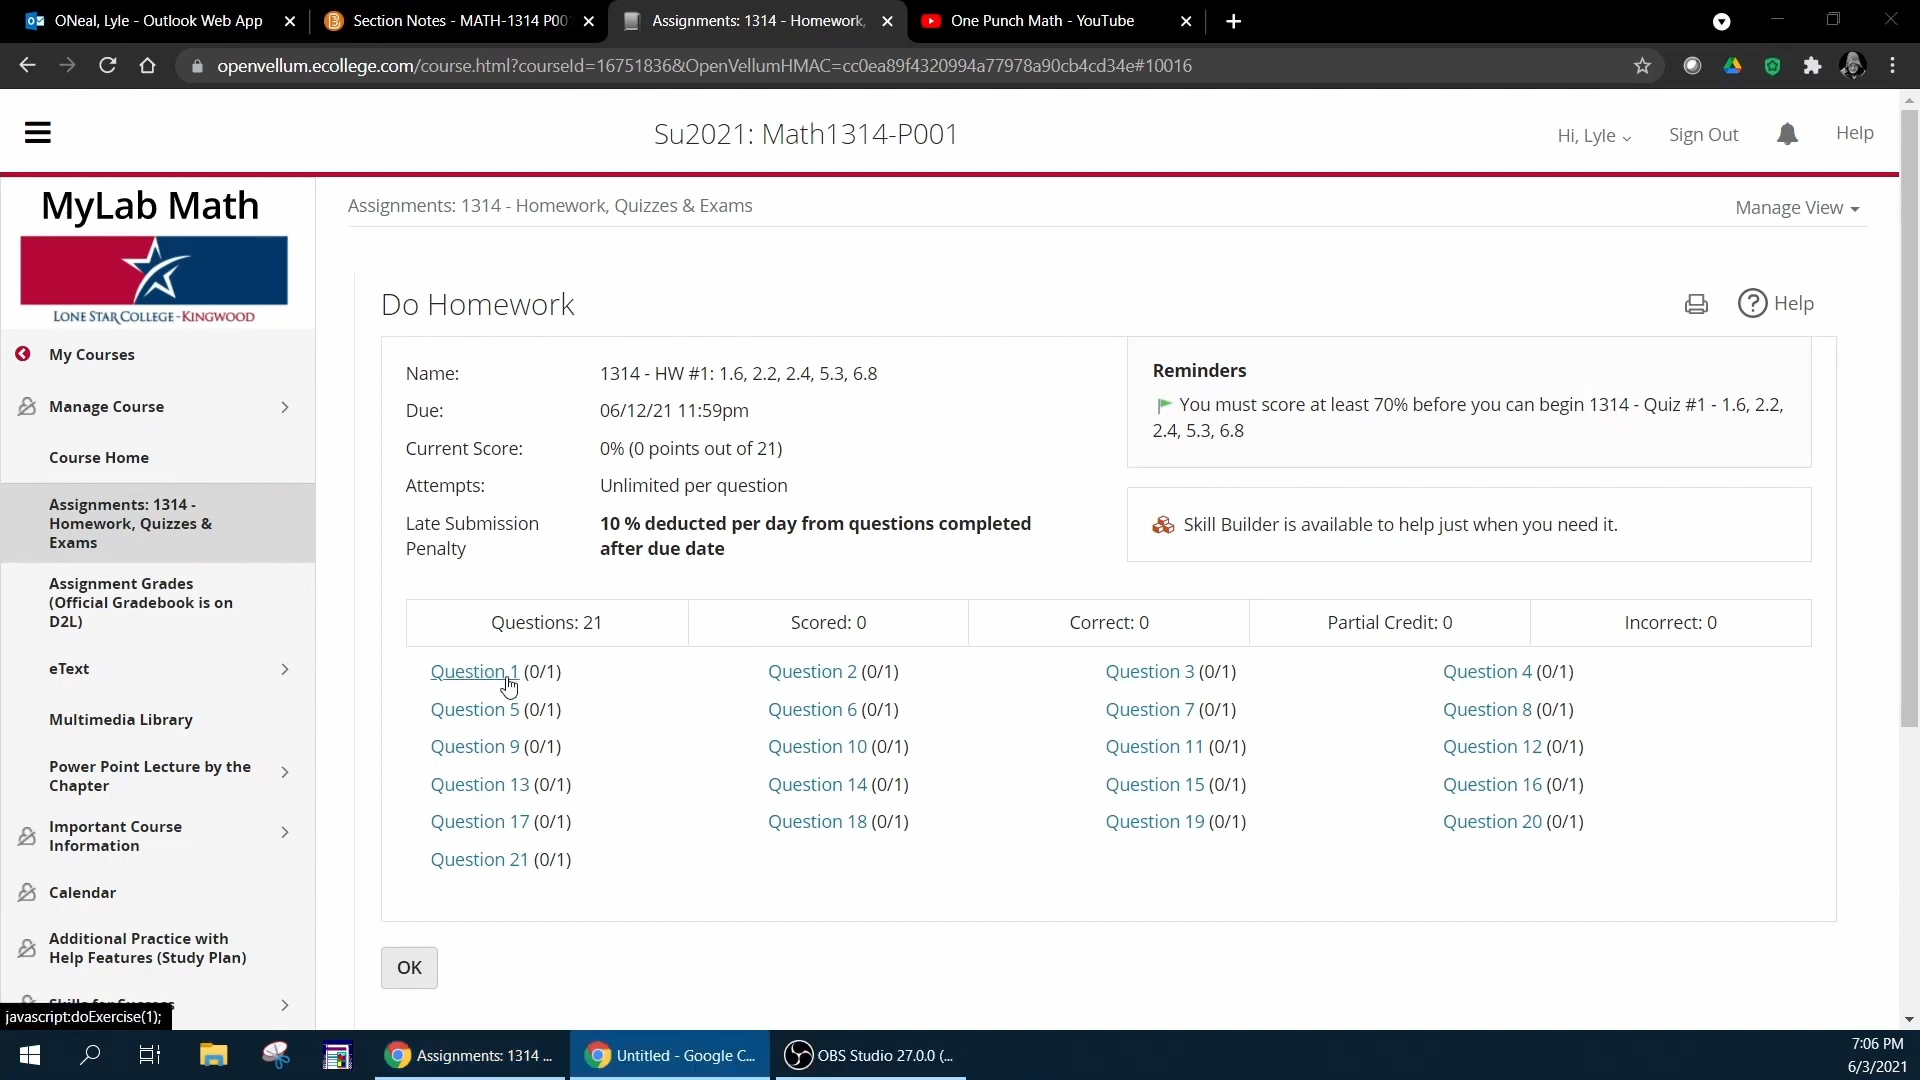 ONeal, Lyle - Outlook Web App
Section Notes - MATH-1314 P00
Assignments: 1314 - Homework,
One Punch Math - YouTube
openvellum.ecollege.com/course.html?courseId=16751836&OpenVellumHMAC=cc0ea89f4320994a77978a90cb4cd34e#10016
Su2021: Math1314-P001
Hi, Lyle
Sign Out
Help
MyLab Math
LONE STAR COLLEGE-KINGWOOD
My Courses
Manage Course
Course Home
Assignments: 1314 -
Homework, Quizzes &
Exams
Assignment Grades
(Official Gradebook is on
D2L)
eText
Multimedia Library
Power Point Lecture by the
Chapter
Important Course
Information
Calendar
Additional Practice with
Help Features (Study Plan)
Skills for Success
Assignments: 1314 - Homework, Quizzes & Exams
Manage View
Do Homework
Help
Name: 1314 - HW #1: 1.6, 2.2, 2.4, 5.3, 6.8
Due: 06/12/21 11:59pm
Current Score: 0% (0 points out of 21)
Attempts: Unlimited per question
Late Submission
Penalty
10 % deducted per day from questions completed
after due date
Reminders
You must score at least 70% before you can begin 1314 - Quiz #1 - 1.6, 2.2,
2.4, 5.3, 6.8
Skill Builder is available to help just when you need it.
Questions: 21 Scored: 0 Correct: 0 Partial Credit: 0 Incorrect: 0
Question 1 (0/1) Question 2 (0/1) Question 3 (0/1) Question 4 (0/1)
Question 5 (0/1) Question 6 (0/1) Question 7 (0/1) Question 8 (0/1)
Question 9 (0/1) Question 10 (0/1) Question 11 (0/1) Question 12 (0/1)
Question 13 (0/1) Question 14 (0/1) Question 15 (0/1) Question 16 (0/1)
Question 17 (0/1) Question 18 (0/1) Question 19 (0/1) Question 20 (0/1)
Question 21 (0/1)
OK
javascript:doExercise(1);
Assignments: 1314 ...
Untitled - Google C...
OBS Studio 27.0.0 (...
7:06 PM
6/3/2021